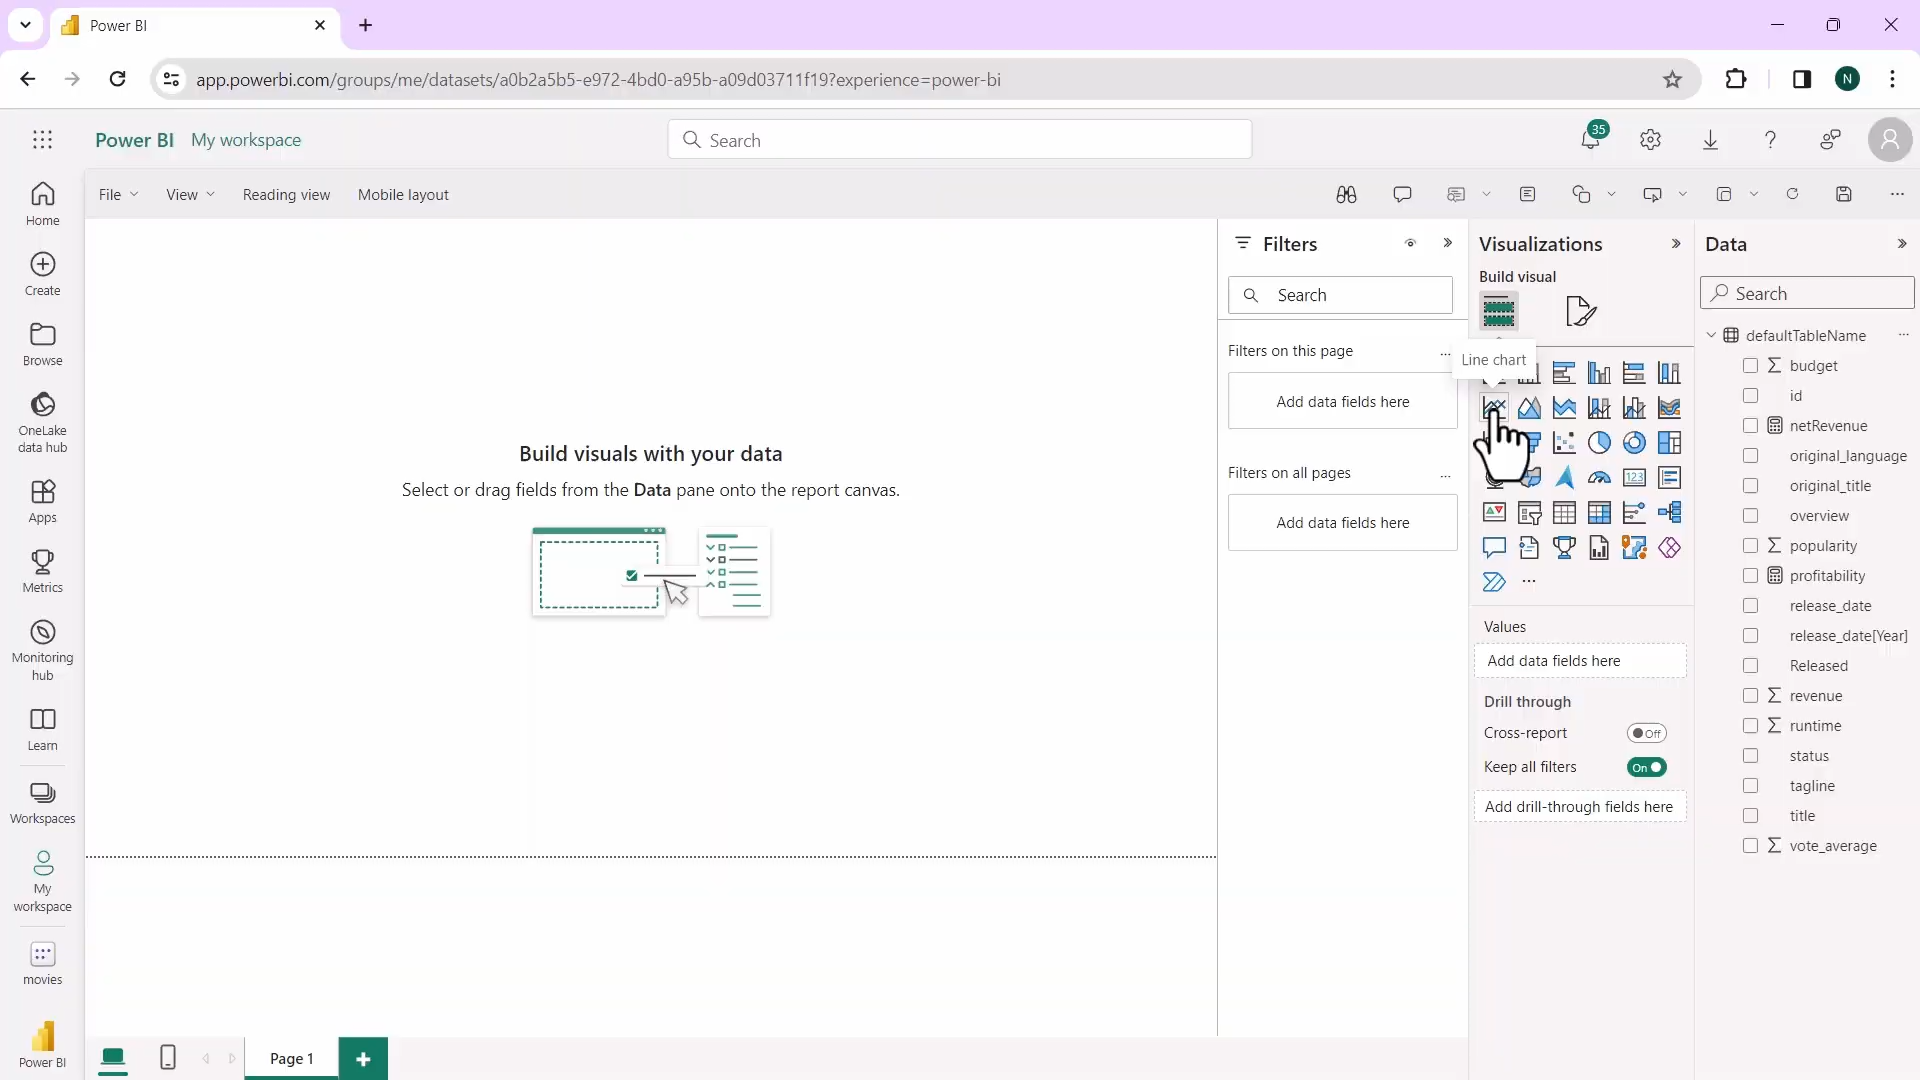 Power BI
app.powerbi.com/groups/me/datasets/a0b2a5b5-e972-4bd0-a95b-a09d03711f19?experience=power-bi
N
Power BI My workspace
Search
35
File View Reading view Mobile layout
Home
Create
Browse
OneLake
data hub
Apps
Metrics
Monitoring
hub
Learn
Workspaces
My
workspace
movies
Power BI
Build visuals with your data
Select or drag fields from the Data pane onto the report canvas.
Page 1
Filters
Search
Filters on this page
Add data fields here
Filters on all pages
Add data fields here
Visualizations
Build visual
Line chart
123
Values
Add data fields here
Drill through
Cross-report
Off
Keep all filters
On
Add drill-through fields here
Data
Search
defaultTableName
budget
id
netRevenue
original_language
original_title
overview
popularity
profitability
release_date
release_date[Year]
Released
revenue
runtime
status
tagline
title
vote_average